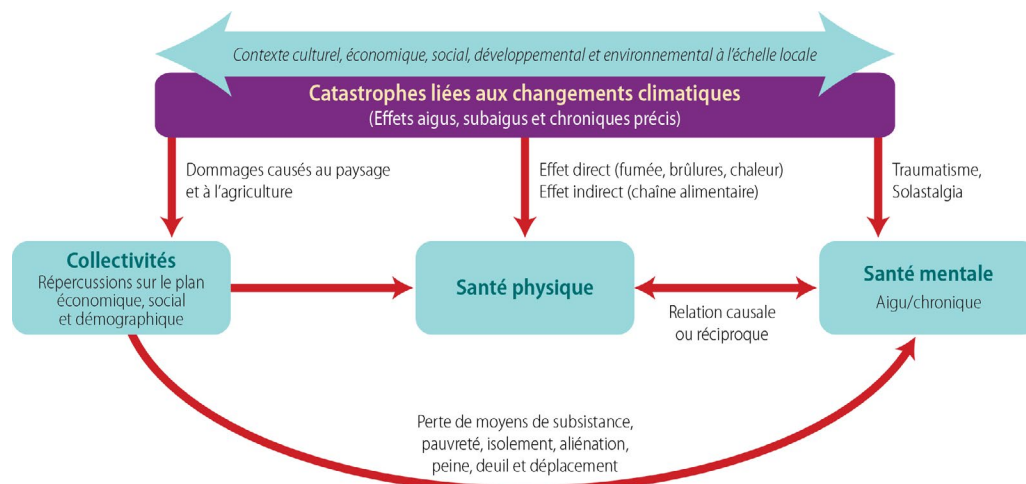 Contexte culturel, économique, social, développemental et environnemental à l'échelle locale
Catastrophes liées aux changements climatiques
(Effets aigus, subaigus et chroniques précis)
Dommages causés au paysage
et à l'agriculture
Effet direct (fumée, brûlures, chaleur)
Effet indirect (chaîne alimentaire)
Traumatisme,
Solastalgia
Collectivités
Répercussions sur le plan
économique, social
et démographique
Santé physique
Santé mentale
Aigu/chronique
Relation causale
ou réciproque
Perte de moyens de subsistance,
pauvreté, isolement, aliénation,
peine, deuil et déplacement